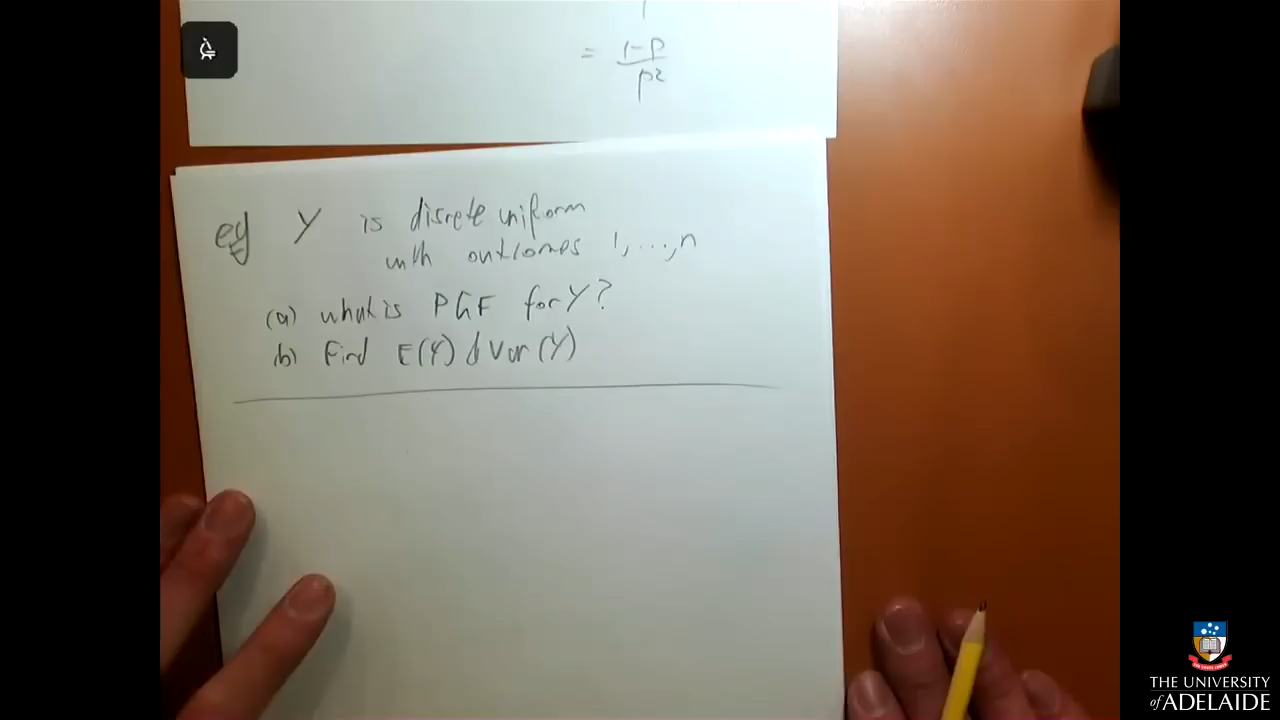 = 1-p
p²
eg Y is discrete uniform
with outcomes 1, ..., n
(a) what is PGF for Y?
(b) Find E(Y) & Var(Y)
THE UNIVERSITY
of ADELAIDE